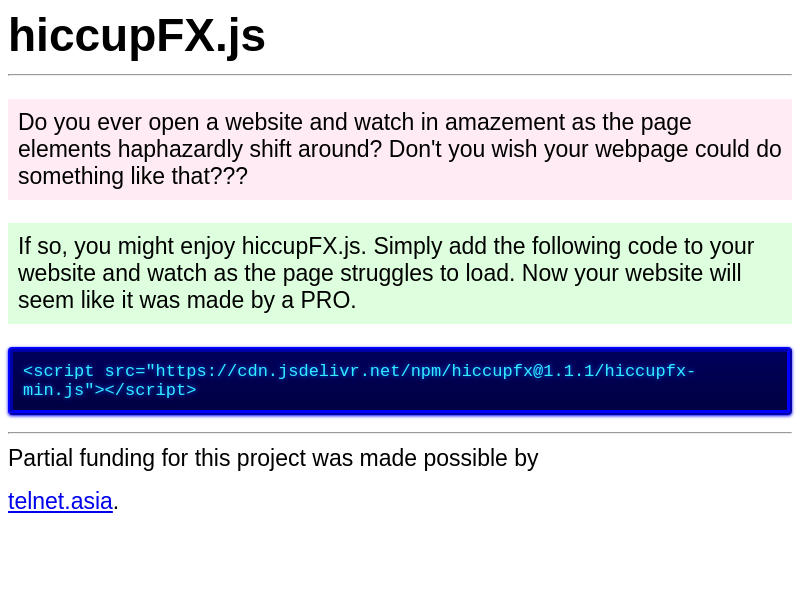 hiccupFX.js
Do you ever open a website and watch in amazement as the page
elements haphazardly shift around? Don't you wish your webpage could do
something like that???
If so, you might enjoy hiccupFX.js. Simply add the following code to your
website and watch as the page struggles to load. Now your website will
seem like it was made by a PRO.
<script src="https://cdn.jsdelivr.net/npm/hiccupfx@1.1.1/hiccupfx-
min.js"></script>
Partial funding for this project was made possible by
telnet.asia.